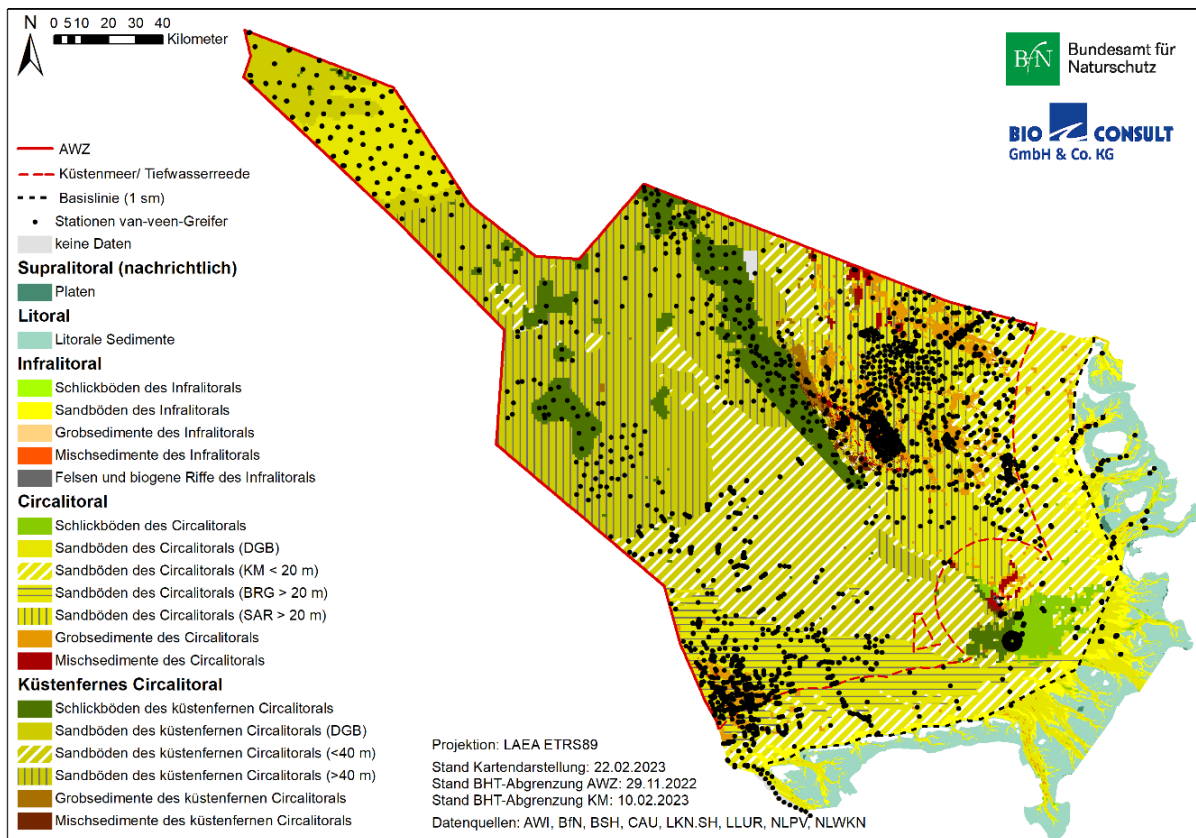 N
0 5 10 20 30 40
Kilometer
BfN
Bundesamt für
Naturschutz
BIO CONSULT
GmbH & Co. KG
AWZ
Küstenmeer/ Tiefwasserreede
Basislinie (1 sm)
Stationen van-veen-Greifer
keine Daten
Supralitoral (nachrichtlich)
Platen
Litoral
Litorale Sedimente
Infralitoral
Schlickböden des Infralitorals
Sandböden des Infralitorals
Grobsedimente des Infralitorals
Mischsedimente des Infralitorals
Felsen und biogene Riffe des Infralitorals
Circalitoral
Schlickböden des Circalitorals
Sandböden des Circalitorals (DGB)
Sandböden des Circalitorals (KM < 20 m)
Sandböden des Circalitorals (BRG > 20 m)
Sandböden des Circalitorals (SAR > 20 m)
Grobsedimente des Circalitorals
Mischsedimente des Circalitorals
Küstenfernes Circalitoral
Schlickböden des küstenfernen Circalitorals
Sandböden des küstenfernen Circalitorals (DGB)
Sandböden des küstenfernen Circalitorals (<40 m)
Sandböden des küstenfernen Circalitorals (>40 m)
Grobsedimente des küstenfernen Circalitorals
Mischsedimente des küstenfernen Circalitorals
Projektion: LAEA ETRS89
Stand Kartendarstellung: 22.02.2023
Stand BHT-Abgrenzung AWZ: 29.11.2022
Stand BHT-Abgrenzung KM: 10.02.2023
Datenquellen: AWI, BfN, BSH, CAU, LKN.SH, LLUR, NLPV, NLWKN